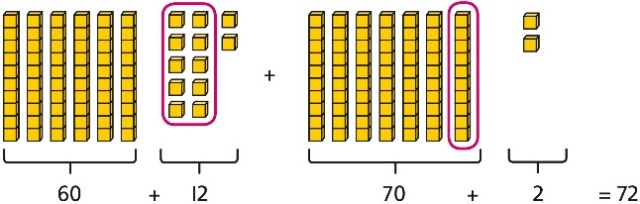 +
60 + 12 70 + 2 = 72